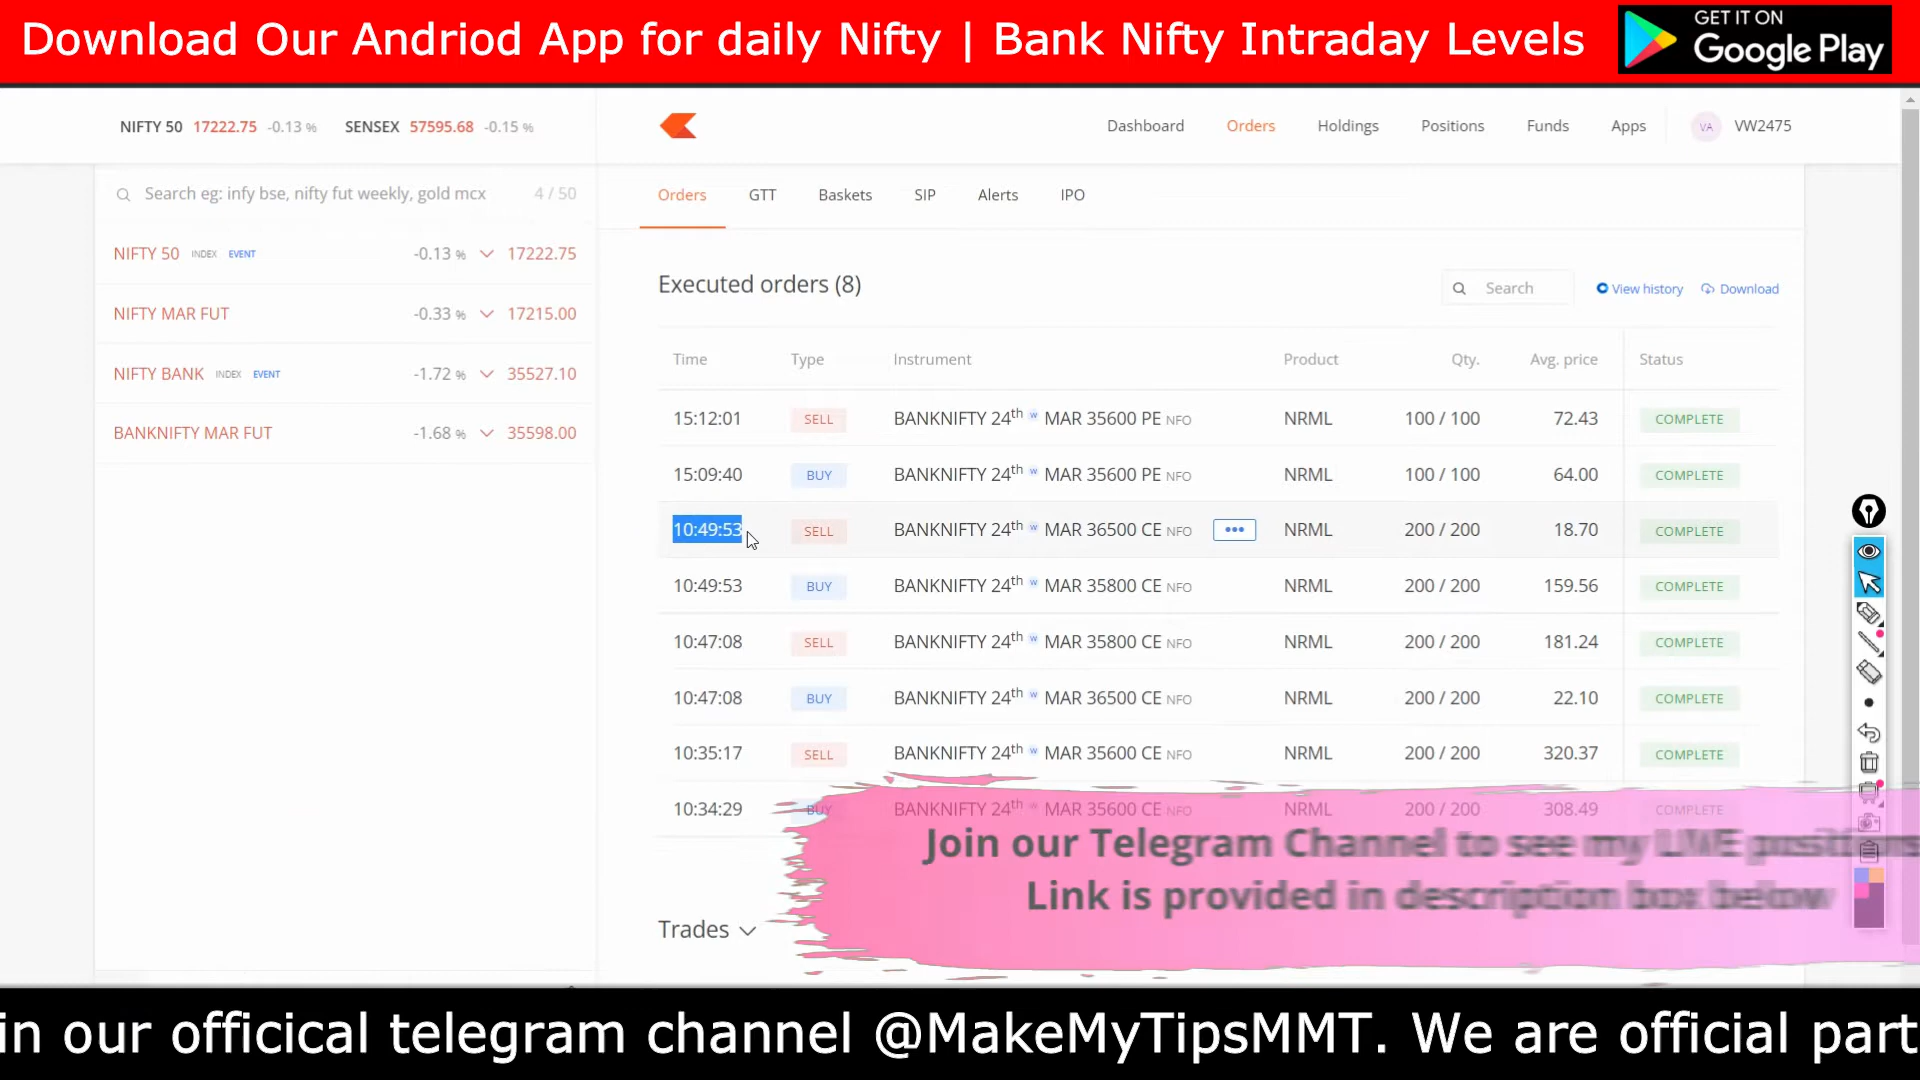 Download Our Andriod App for daily Nifty | Bank Nifty Intraday Levels
GET IT ON
Google Play
NIFTY 50 17222.75 -0.13 % SENSEX 57595.68 -0.15 %
Dashboard Orders Holdings Positions Funds Apps VA VW2475
Search eg: infy bse, nifty fut weekly, gold mcx 4 / 50
NIFTY 50 INDEX EVENT -0.13 % 17222.75
NIFTY MAR FUT -0.33 % 17215.00
NIFTY BANK INDEX EVENT -1.72 % 35527.10
BANKNIFTY MAR FUT -1.68 % 35598.00
Orders GTT Baskets SIP Alerts IPO
Executed orders (8) Search View history Download
Time Type Instrument Product Qty. Avg. price Status
15:12:01 SELL BANKNIFTY 24th w MAR 35600 PE NFO NRML 100 / 100 72.43 COMPLETE
15:09:40 BUY BANKNIFTY 24th w MAR 35600 PE NFO NRML 100 / 100 64.00 COMPLETE
10:49:53 SELL BANKNIFTY 24th w MAR 36500 CE NFO NRML 200 / 200 18.70 COMPLETE
10:49:53 BUY BANKNIFTY 24th w MAR 35800 CE NFO NRML 200 / 200 159.56 COMPLETE
10:47:08 SELL BANKNIFTY 24th w MAR 35800 CE NFO NRML 200 / 200 181.24 COMPLETE
10:47:08 BUY BANKNIFTY 24th w MAR 36500 CE NFO NRML 200 / 200 22.10 COMPLETE
10:35:17 SELL BANKNIFTY 24th w MAR 35600 CE NFO NRML 200 / 200 320.37 COMPLETE
10:34:29 BUY BANKNIFTY 24th w MAR 35600 CE NFO NRML 200 / 200 308.49 COMPLETE
Join our Telegram Channel to see my LIVE positions
Link is provided in description box below
Trades
in our officical telegram channel @MakeMyTipsMMT. We are official part